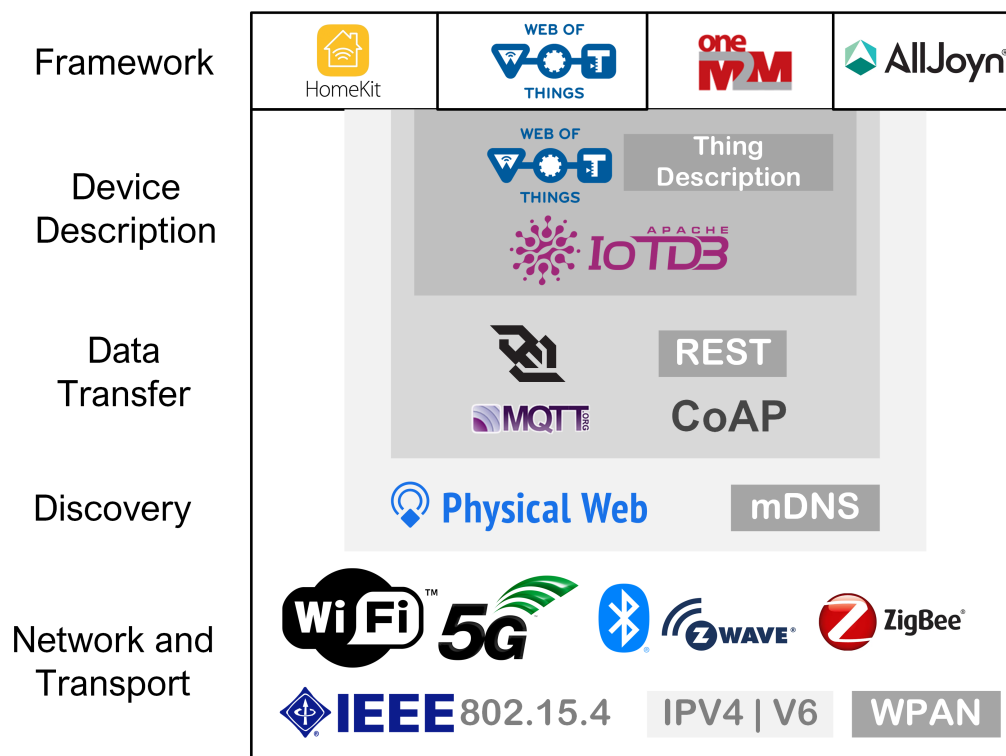 Framework
HomeKit
WEB OF
W-O-T
THINGS
one
M2M
AllJoyn®
Device
Description
WEB OF
W-O-T
THINGS
Thing
Description
APACHE
IoTDB
Data
Transfer
REST
MQTT.ORG
CoAP
Discovery
Physical Web
mDNS
Network and
Transport
WiFi™
5G
Z WAVE®
ZigBee®
IEEE 802.15.4
IPV4 | V6
WPAN